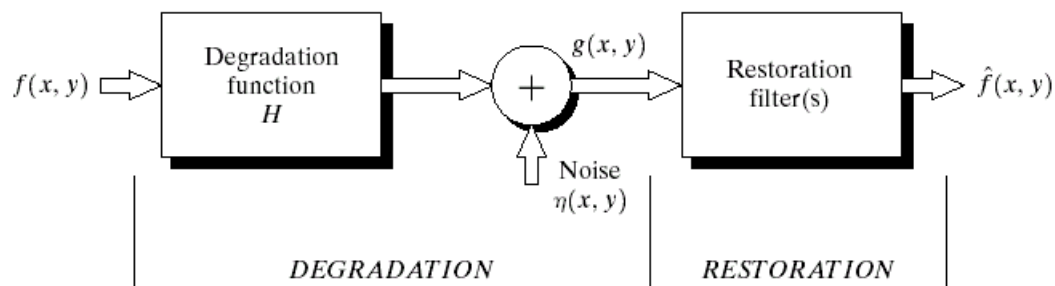 f(x, y)
Degradation
function
H
+
Noise
η(x, y)
g(x, y)
Restoration
filter(s)
f̂(x, y)
DEGRADATION
RESTORATION